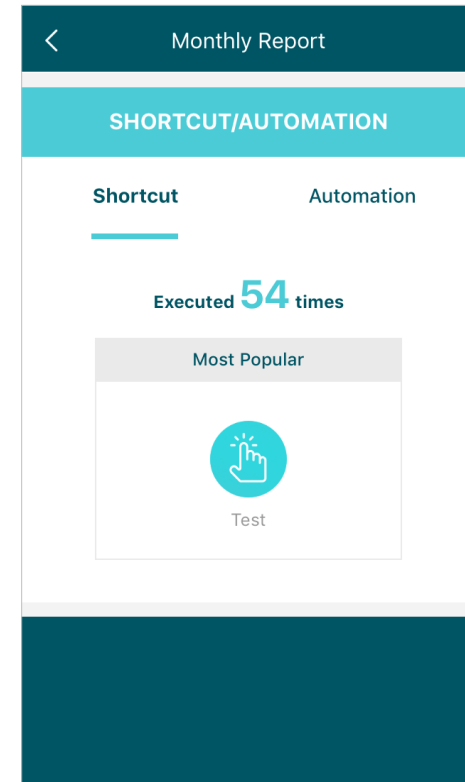 Monthly Report
SHORTCUT/AUTOMATION
Shortcut Automation
Executed 54 times
Most Popular
Test